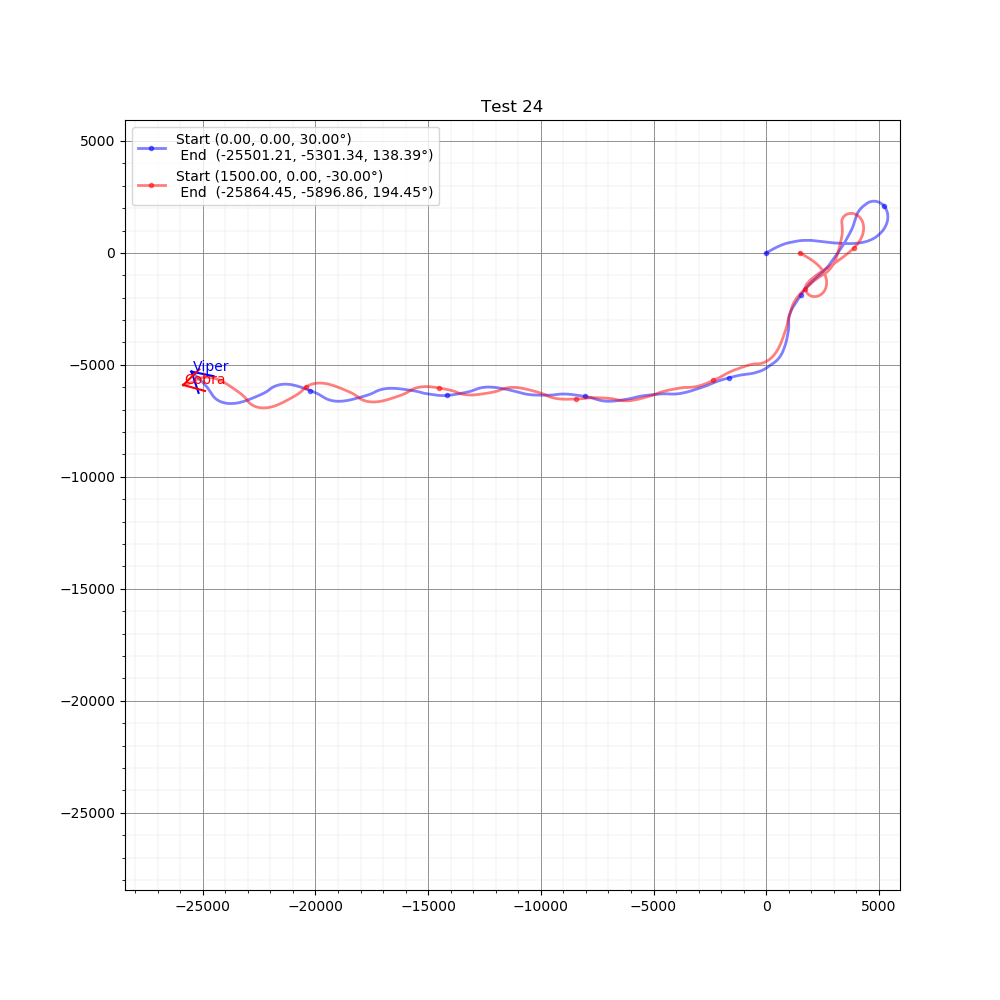 Test 24
Start (0.00, 0.00, 30.00°)
End (-25501.21, -5301.34, 138.39°)
Start (1500.00, 0.00, -30.00°)
End (-25864.45, -5896.86, 194.45°)
5000
0
−5000
−10000
−15000
−20000
−25000
Viper
Cobra
−25000 −20000 −15000 −10000 −5000 0 5000